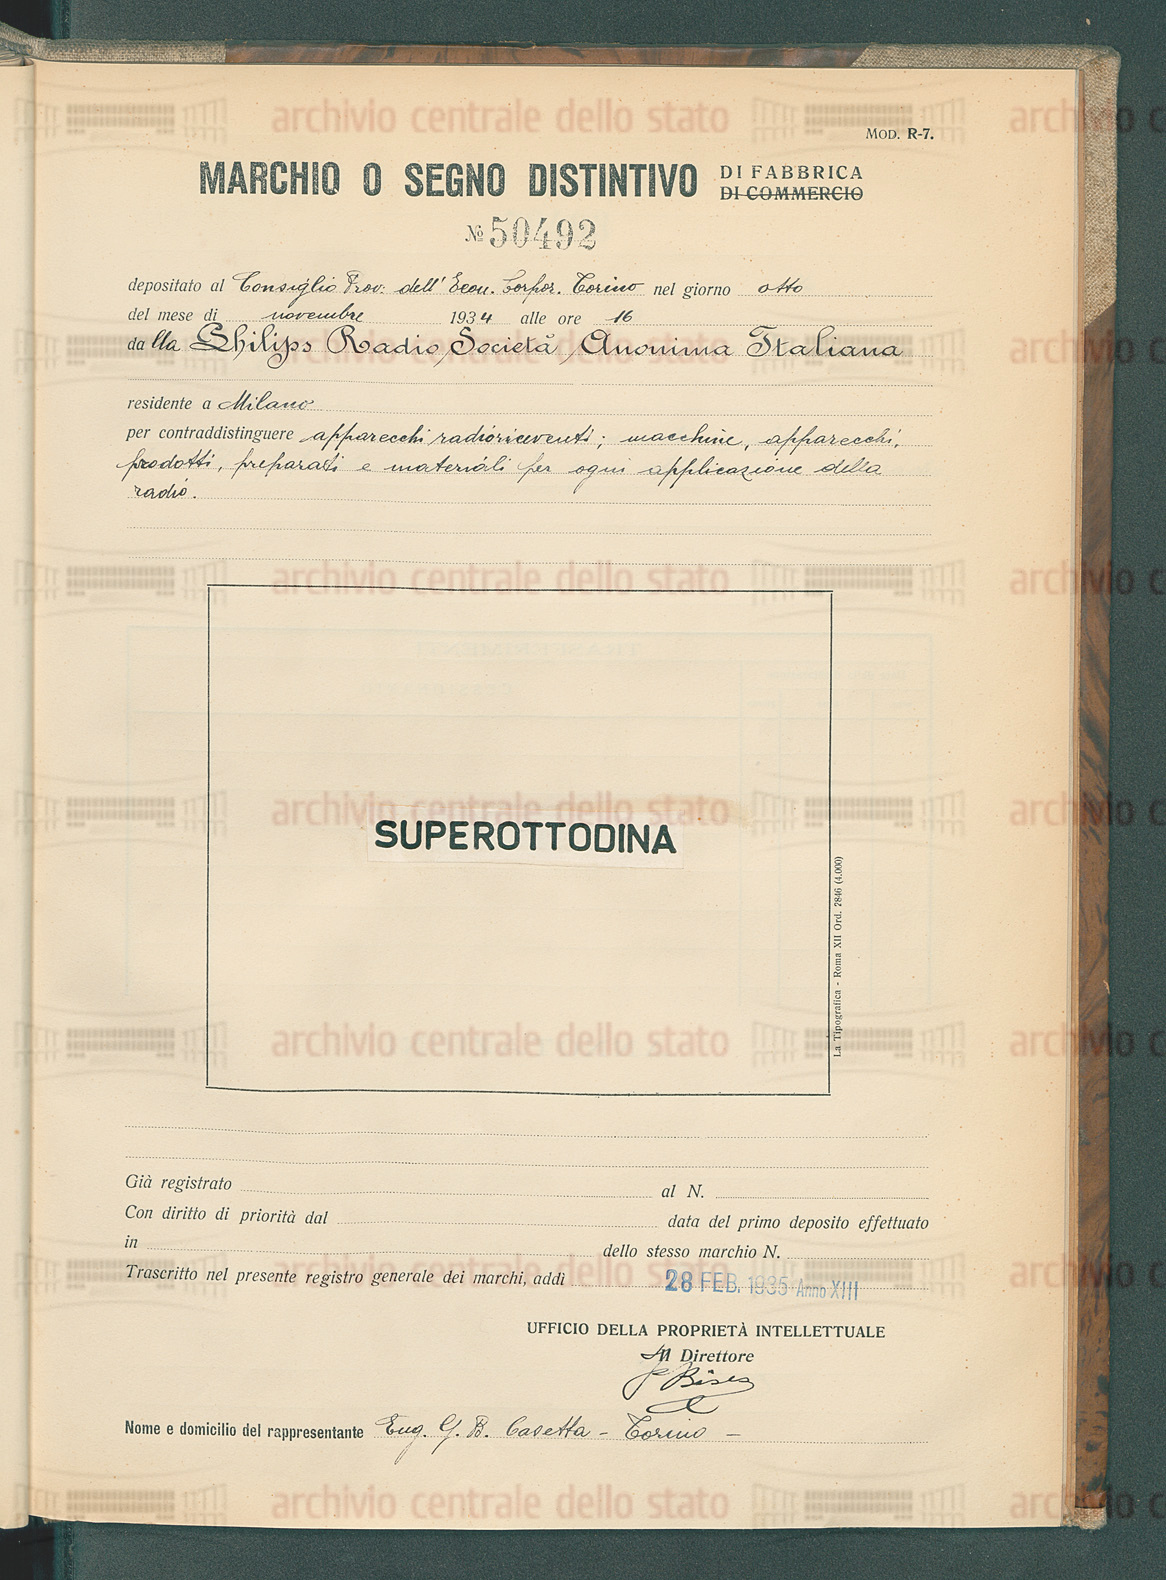 archivio centrale dello stato
MOD. R-7.
MARCHIO O SEGNO DISTINTIVO DI FABBRICA
DI COMMERCIO
№ 50492
depositato al Consiglio Prov: dell'Econ. Corpor. Torino nel giorno otto
del mese di novembre 1934 alle ore 16
da lla Philips Radio Società Anonima Italiana
residente a Milano
per contraddistinguere apparecchi radioriceventi; macchine, apparecchi,
prodotti, preparati e materiali per ogni applicazione della
radio.
archivio centrale dello stato
archivio centrale dello stato
SUPEROTTODINA
La Tipografica - Roma XII Ord. 7846 (4.000)
archivio centrale dello stato
Già registrato al N.
Con diritto di priorità dal data del primo deposito effettuato
in dello stesso marchio N.
archivio centrale dello stato
Trascritto nel presente registro generale dei marchi, addì 28 FEB. 1935 Anno XIII
UFFICIO DELLA PROPRIETÀ INTELLETTUALE
Il Direttore
Nome e domicilio del rappresentante Eug. G. B. Casetta - Torino -
archivio centrale dello stato